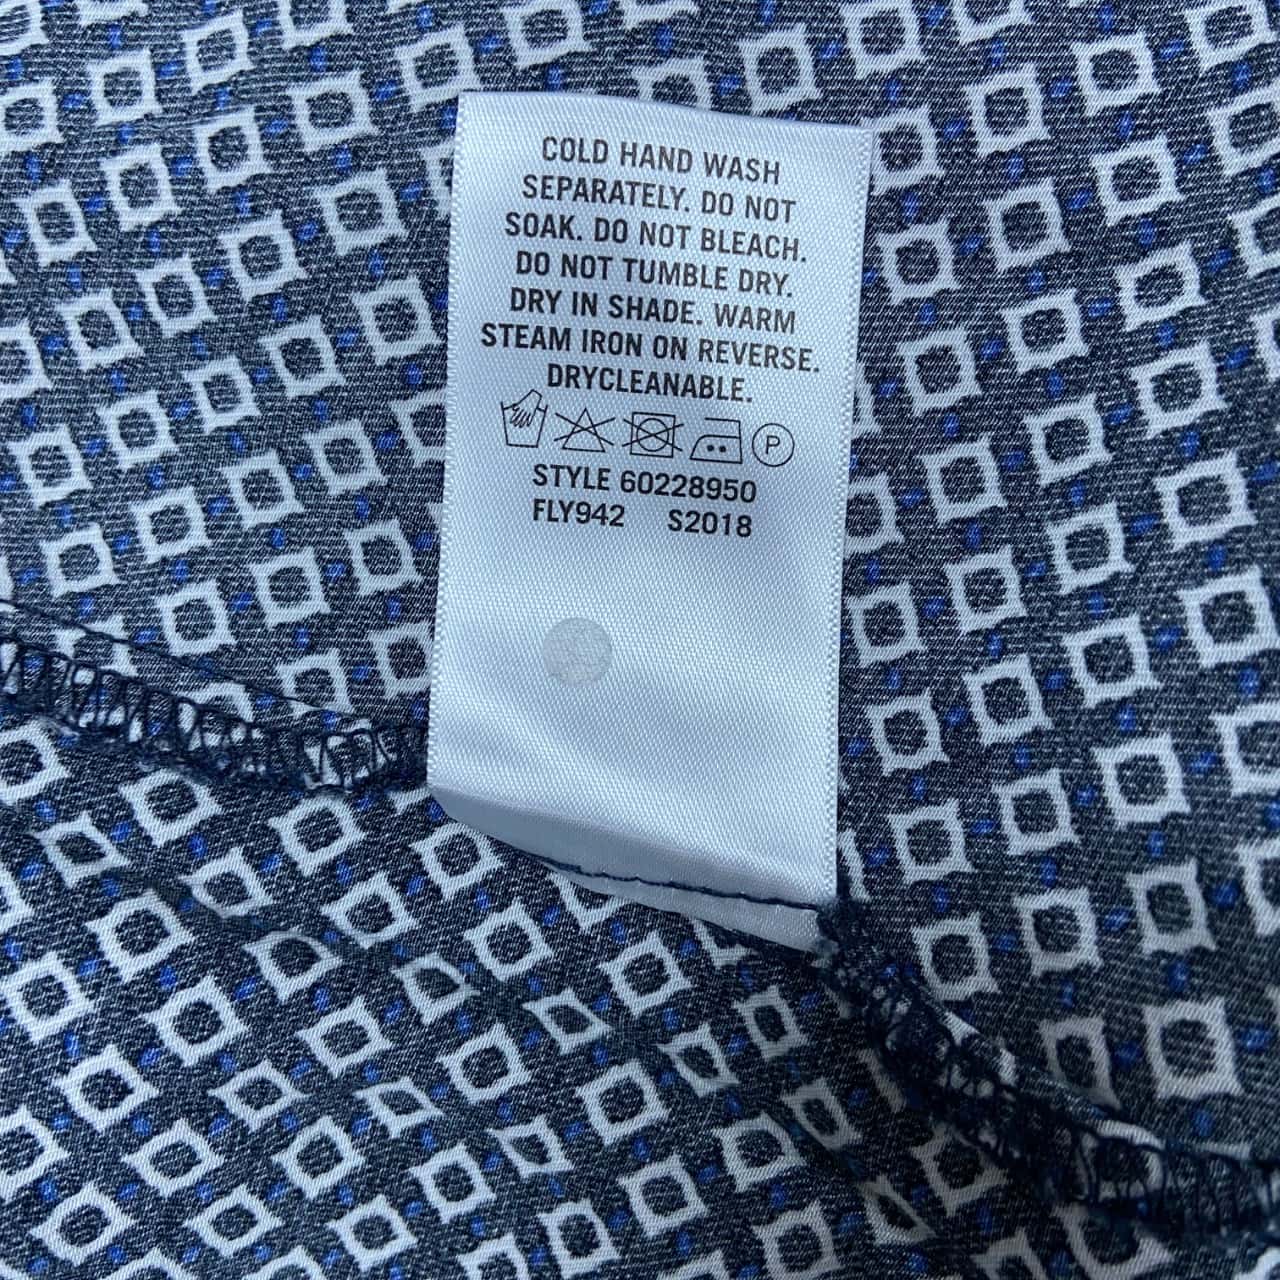 COLD HAND WASH
SEPARATELY. DO NOT
SOAK. DO NOT BLEACH.
DO NOT TUMBLE DRY.
DRY IN SHADE. WARM
STEAM IRON ON REVERSE.
DRYCLEANABLE.
P
STYLE 60228950
FLY942 S2018